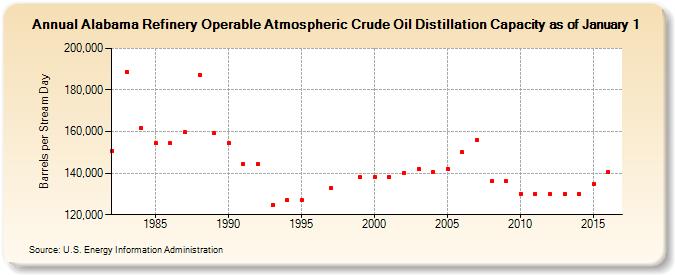 Annual Alabama Refinery Operable Atmospheric Crude Oil Distillation Capacity as of January 1
Barrels per Stream Day
200,000
180,000
160,000
140,000
120,000
1985 1990 1995 2000 2005 2010 2015
Source: U.S. Energy Information Administration